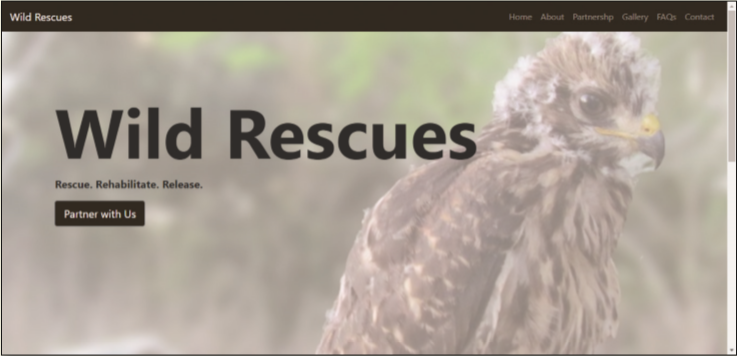 Wild Rescues
Home About Partnershp Gallery FAQs Contact
Wild Rescues
Rescue. Rehabilitate. Release.
Partner with Us